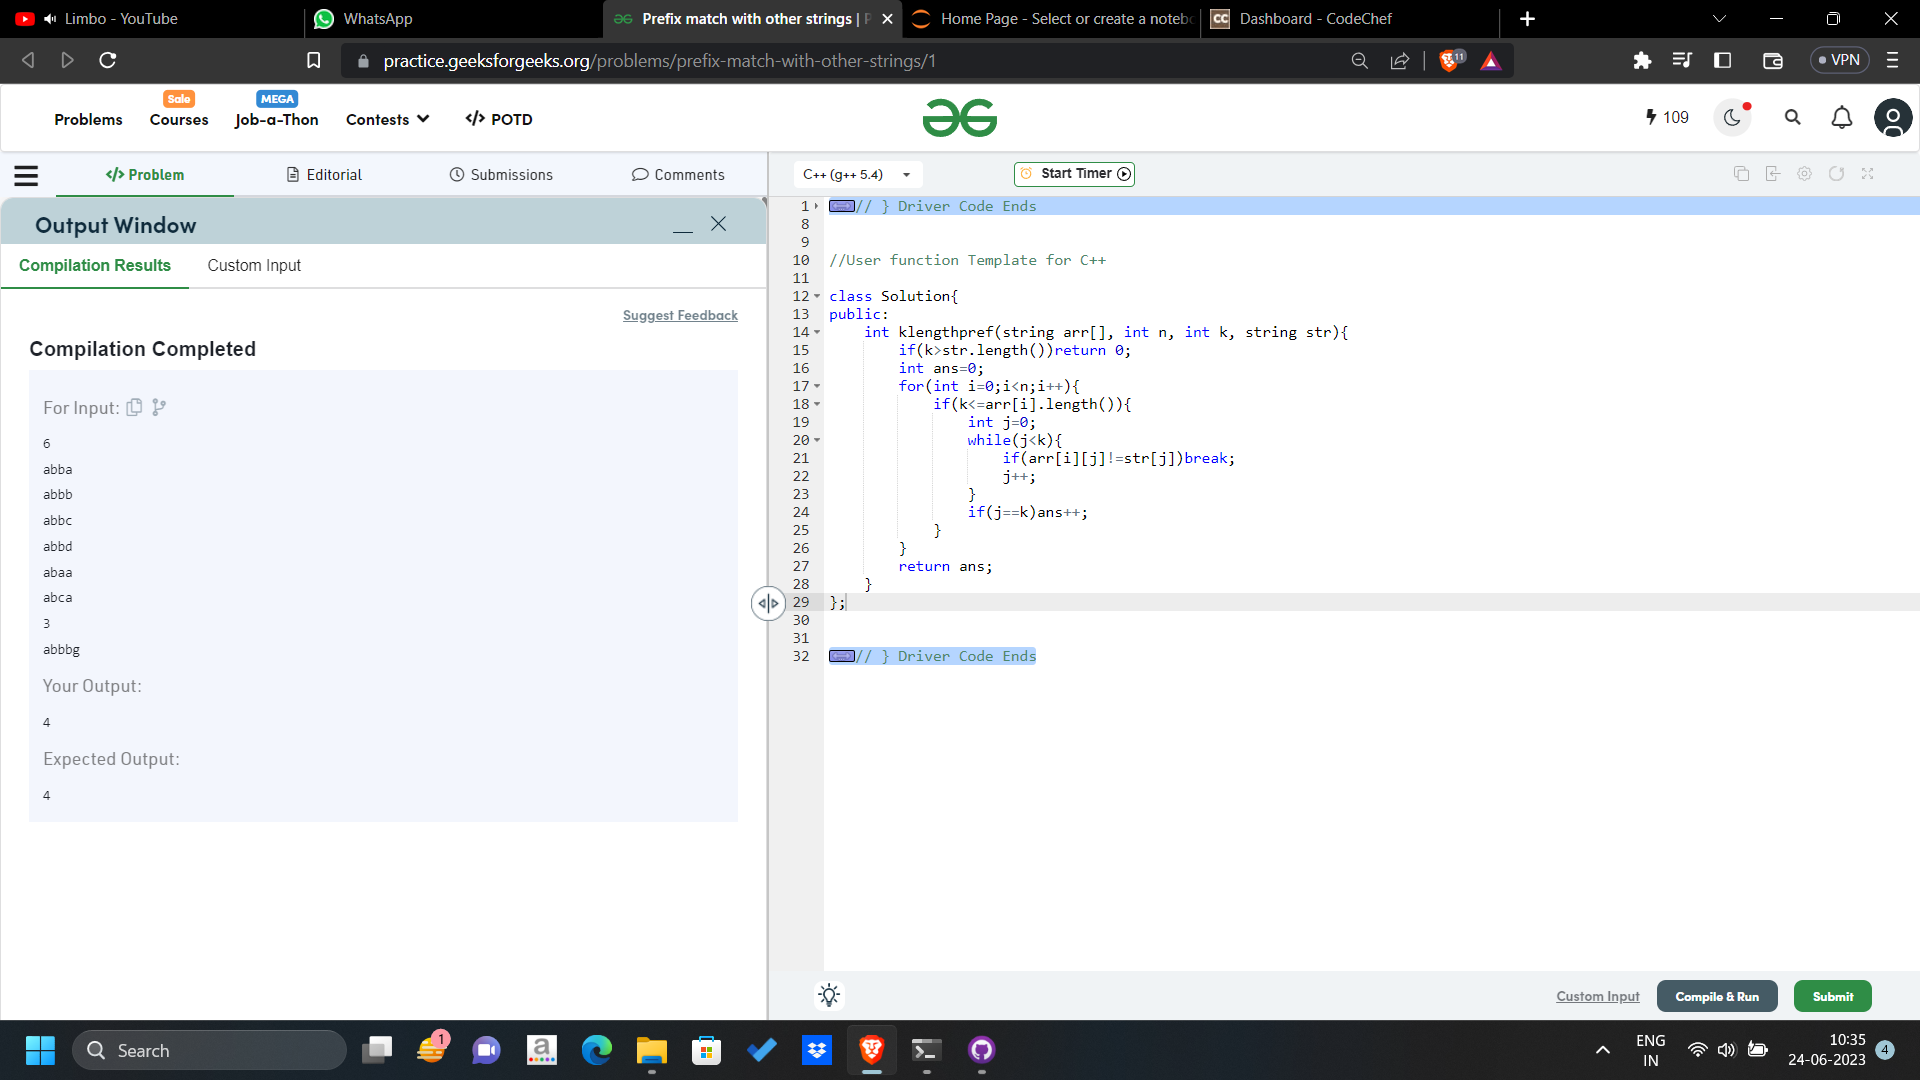 Limbo - YouTube
WhatsApp
Prefix match with other strings |
Home Page - Select or create a noteb
CC Dashboard - CodeChef
practice.geeksforgeeks.org/problems/prefix-match-with-other-strings/1
11
VPN
Problems
Sale
Courses
MEGA
Job-a-Thon
Contests
</> POTD
109
</> Problem
Editorial
Submissions
Comments
C++ (g++ 5.4)
Start Timer
Output Window
Compilation Results
Custom Input
Suggest Feedback
Compilation Completed
For Input:
6
abba
abbb
abbc
abbd
abaa
abca
3
abbbg
Your Output:
4
Expected Output:
4
1 // } Driver Code Ends
8
9
10 //User function Template for C++
11
12 class Solution{
13 public:
14     int klengthpref(string arr[], int n, int k, string str){
15         if(k>str.length())return 0;
16         int ans=0;
17         for(int i=0;i<n;i++){
18             if(k<=arr[i].length()){
19                 int j=0;
20                 while(j<k){
21                     if(arr[i][j]!=str[j])break;
22                     j++;
23                 }
24                 if(j==k)ans++;
25             }
26         }
27         return ans;
28     }
29 };
30
31
32 // } Driver Code Ends
Custom Input
Compile & Run
Submit
Search
1
a
ENG
IN
10:35
24-06-2023
4